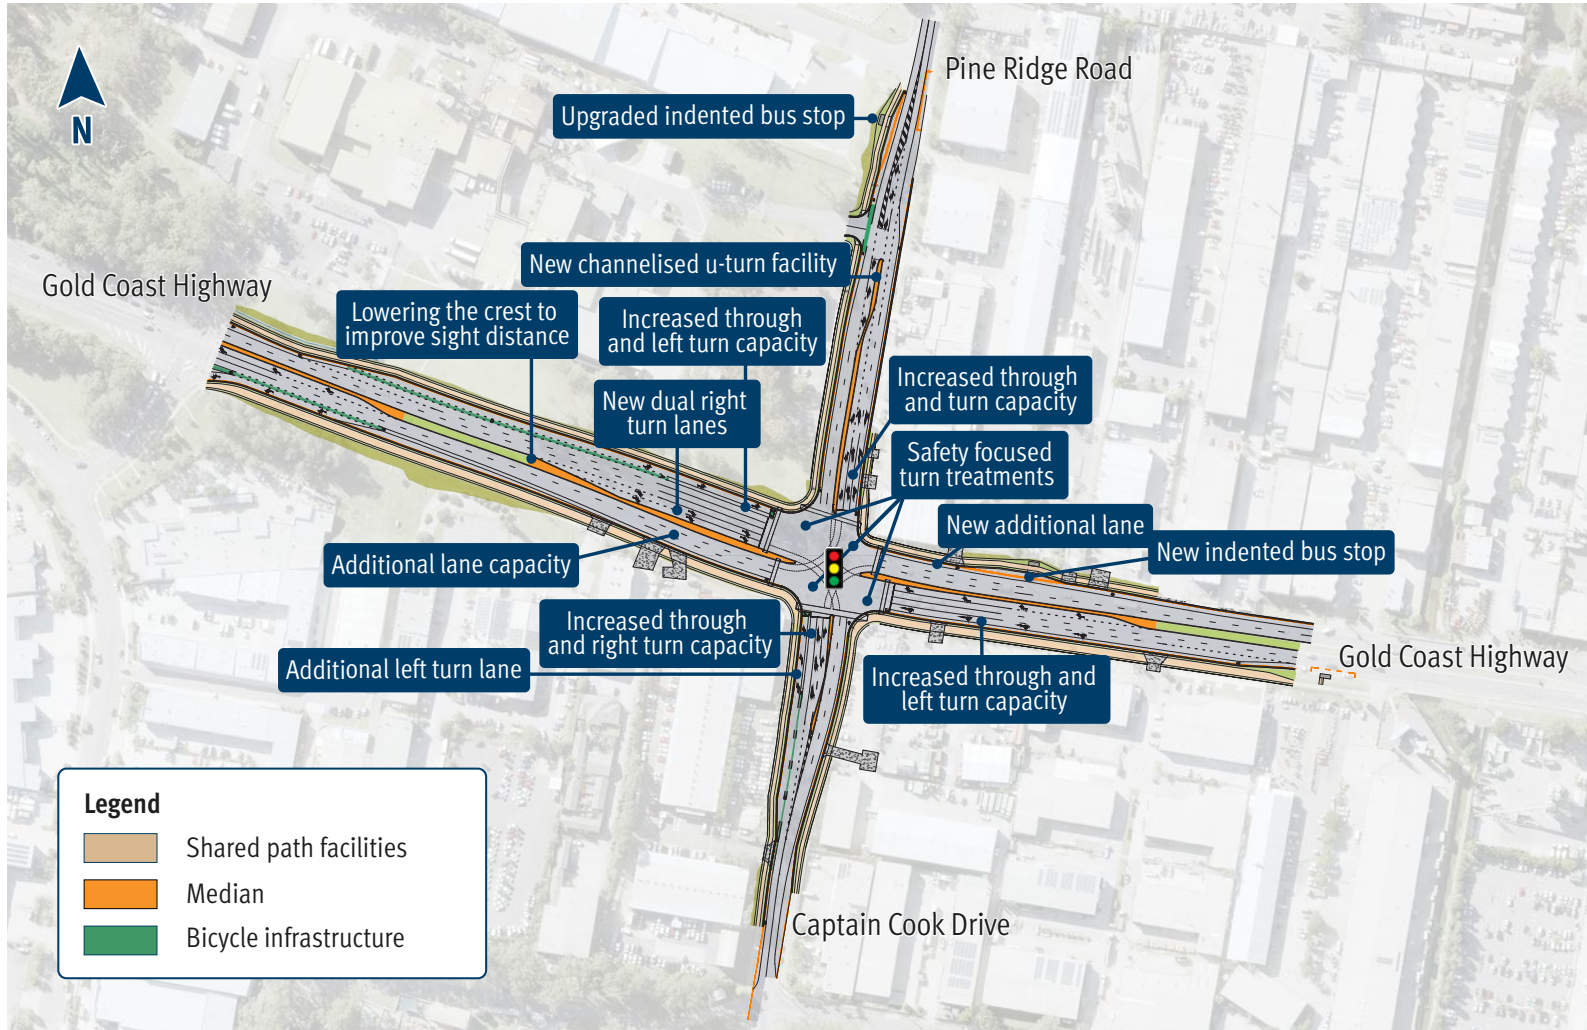 N
Pine Ridge Road
Upgraded indented bus stop
New channelised u-turn facility
Gold Coast Highway
Lowering the crest to
improve sight distance
Increased through
and left turn capacity
New dual right
turn lanes
Increased through
and turn capacity
Safety focused
turn treatments
New additional lane
New indented bus stop
Additional lane capacity
Increased through
and right turn capacity
Additional left turn lane
Increased through and
left turn capacity
Gold Coast Highway
Captain Cook Drive
Legend
Shared path facilities
Median
Bicycle infrastructure